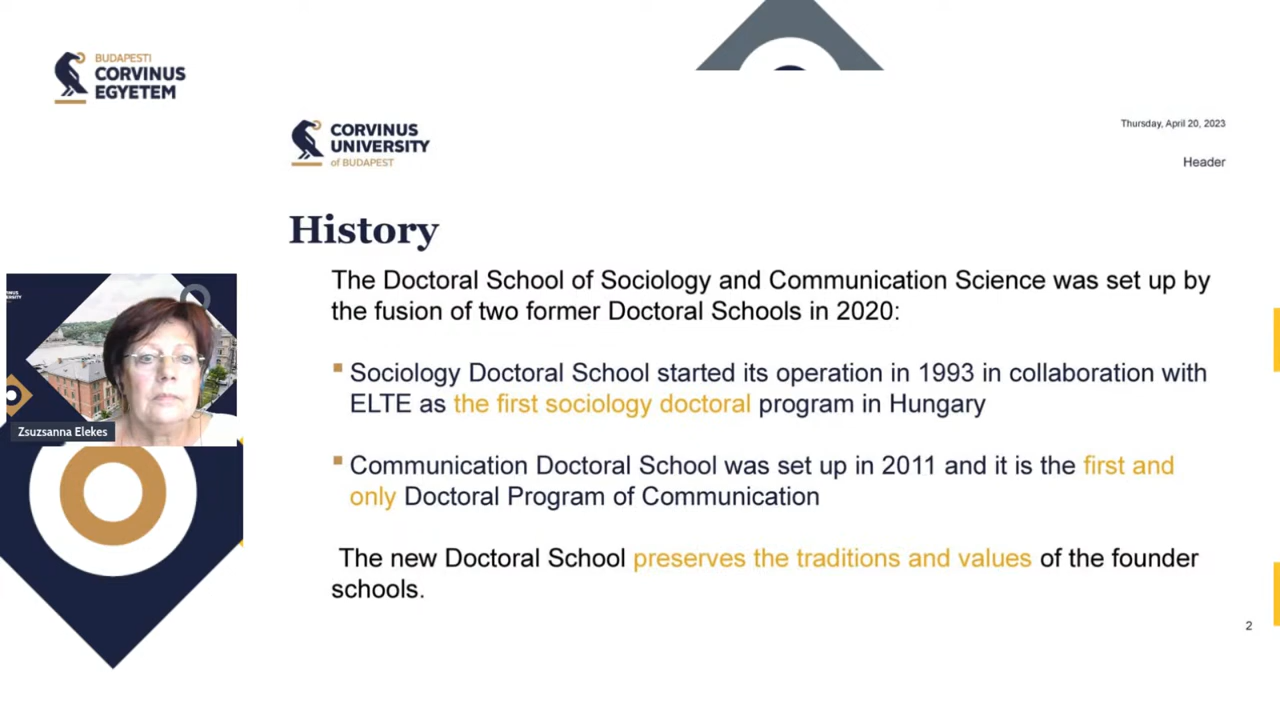 BUDAPESTI
CORVINUS
EGYETEM
CORVINUS
UNIVERSITY
of BUDAPEST
Thursday, April 20, 2023
Header
History
The Doctoral School of Sociology and Communication Science was set up by
the fusion of two former Doctoral Schools in 2020:
Sociology Doctoral School started its operation in 1993 in collaboration with
ELTE as the first sociology doctoral program in Hungary
Communication Doctoral School was set up in 2011 and it is the first and
only Doctoral Program of Communication
The new Doctoral School preserves the traditions and values of the founder
schools.
Zsuzsanna Elekes
2